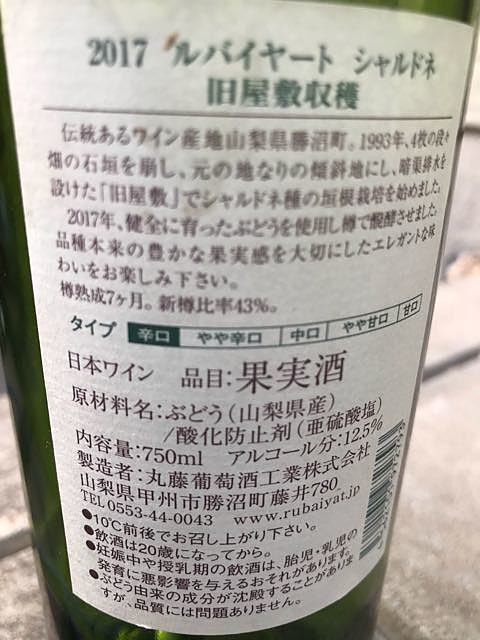 2017 ルバイヤート シャルドネ
旧屋敷収穫
伝統あるワイン産地山梨県勝沼町。1993年、4枚の段々
畑の石垣を崩し、元の地なりの傾斜地にし、暗渠排水を
設けた「旧屋敷」でシャルドネ種の垣根栽培を始めました。
2017年、健全に育ったぶどうを使用し樽で醗酵させました。
品種本来の豊かな果実感を大切にしたエレガントな味
わいをお楽しみ下さい。
樽熟成7ヶ月。新樽比率43%。
タイプ 辛口 やや辛口 中口 やや甘口 甘口
日本ワイン 品目:果実酒
原材料名:ぶどう(山梨県産)
/酸化防止剤(亜硫酸塩)
内容量:750ml アルコール分:12.5%
製造者:丸藤葡萄酒工業株式会社
山梨県甲州市勝沼町藤井780
TEL 0553-44-0043 www.rubaiyat.jp
●10℃前後でお召し上がり下さい。
●飲酒は20歳になってから。
●妊娠中や授乳期の飲酒は、胎児・乳児の
発育に悪影響を与えるおそれがあります。
●ぶどう由来の成分が沈殿することがありま
すが、品質には問題ありません。